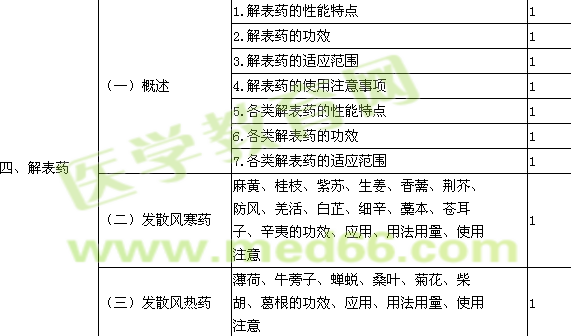 四、解表药
（一）概述
1.解表药的性能特点
1
2.解表药的功效
1
3.解表药的适应范围
1
4.解表药的使用注意事项
1
5.各类解表药的性能特点
1
6.各类解表药的功效
1
7.各类解表药的适应范围
1
（二）发散风寒药
麻黄、桂枝、紫苏、生姜、香薷、荆芥、
防风、羌活、白芷、细辛、藁本、苍耳
子、辛夷的功效、应用、用法用量、使用
注意
1
（三）发散风热药
薄荷、牛蒡子、蝉蜕、桑叶、菊花、柴
胡、葛根的功效、应用、用法用量、使用
注意
1
医学教育网
www.med66.com